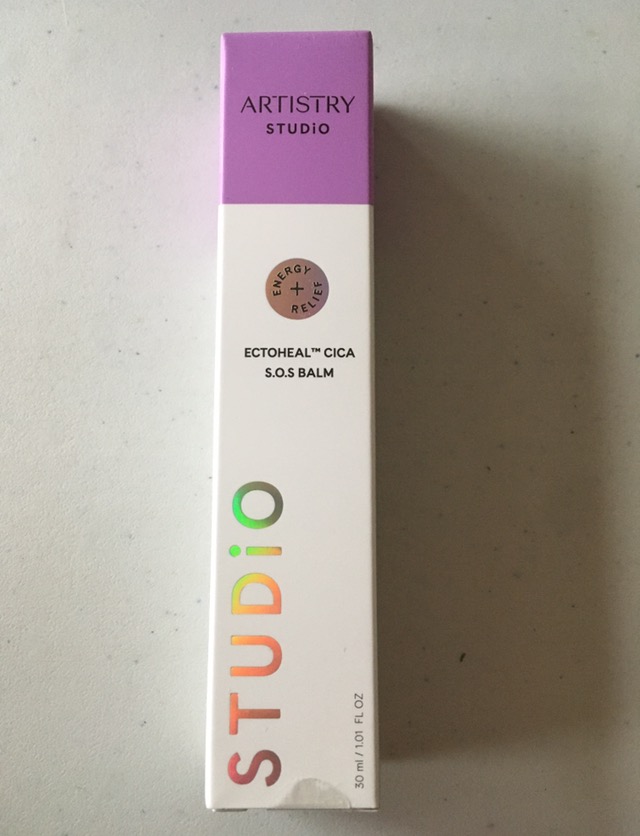 ARTISTRY
STUDiO
ENERGY
+
RELIEF
ECTOHEAL™ CICA
S.O.S BALM
STUDiO
30 ml / 1.01 FL OZ